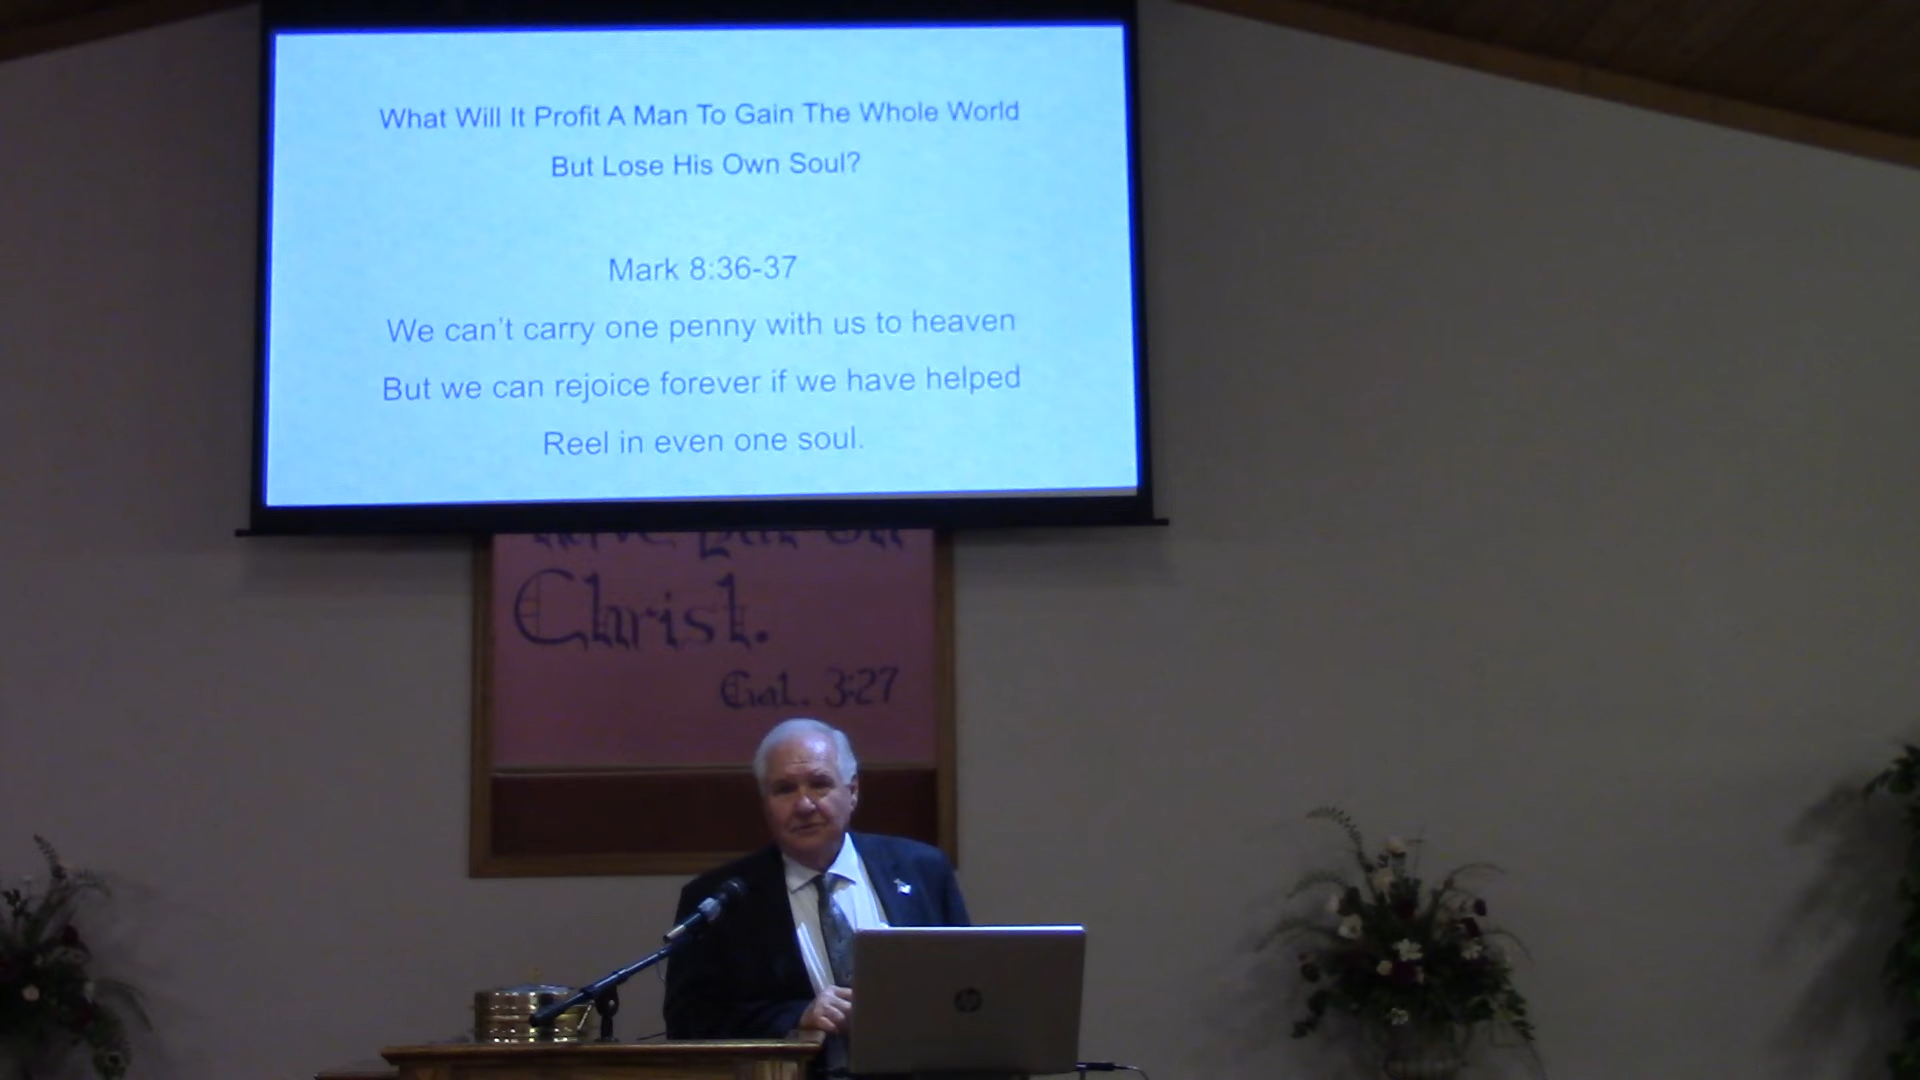 What Will It Profit A Man To Gain The Whole World
But Lose His Own Soul?
Mark 8:36-37
We can't carry one penny with us to heaven
But we can rejoice forever if we have helped
Reel in even one soul.
Christ.
Gal. 3:27
hp